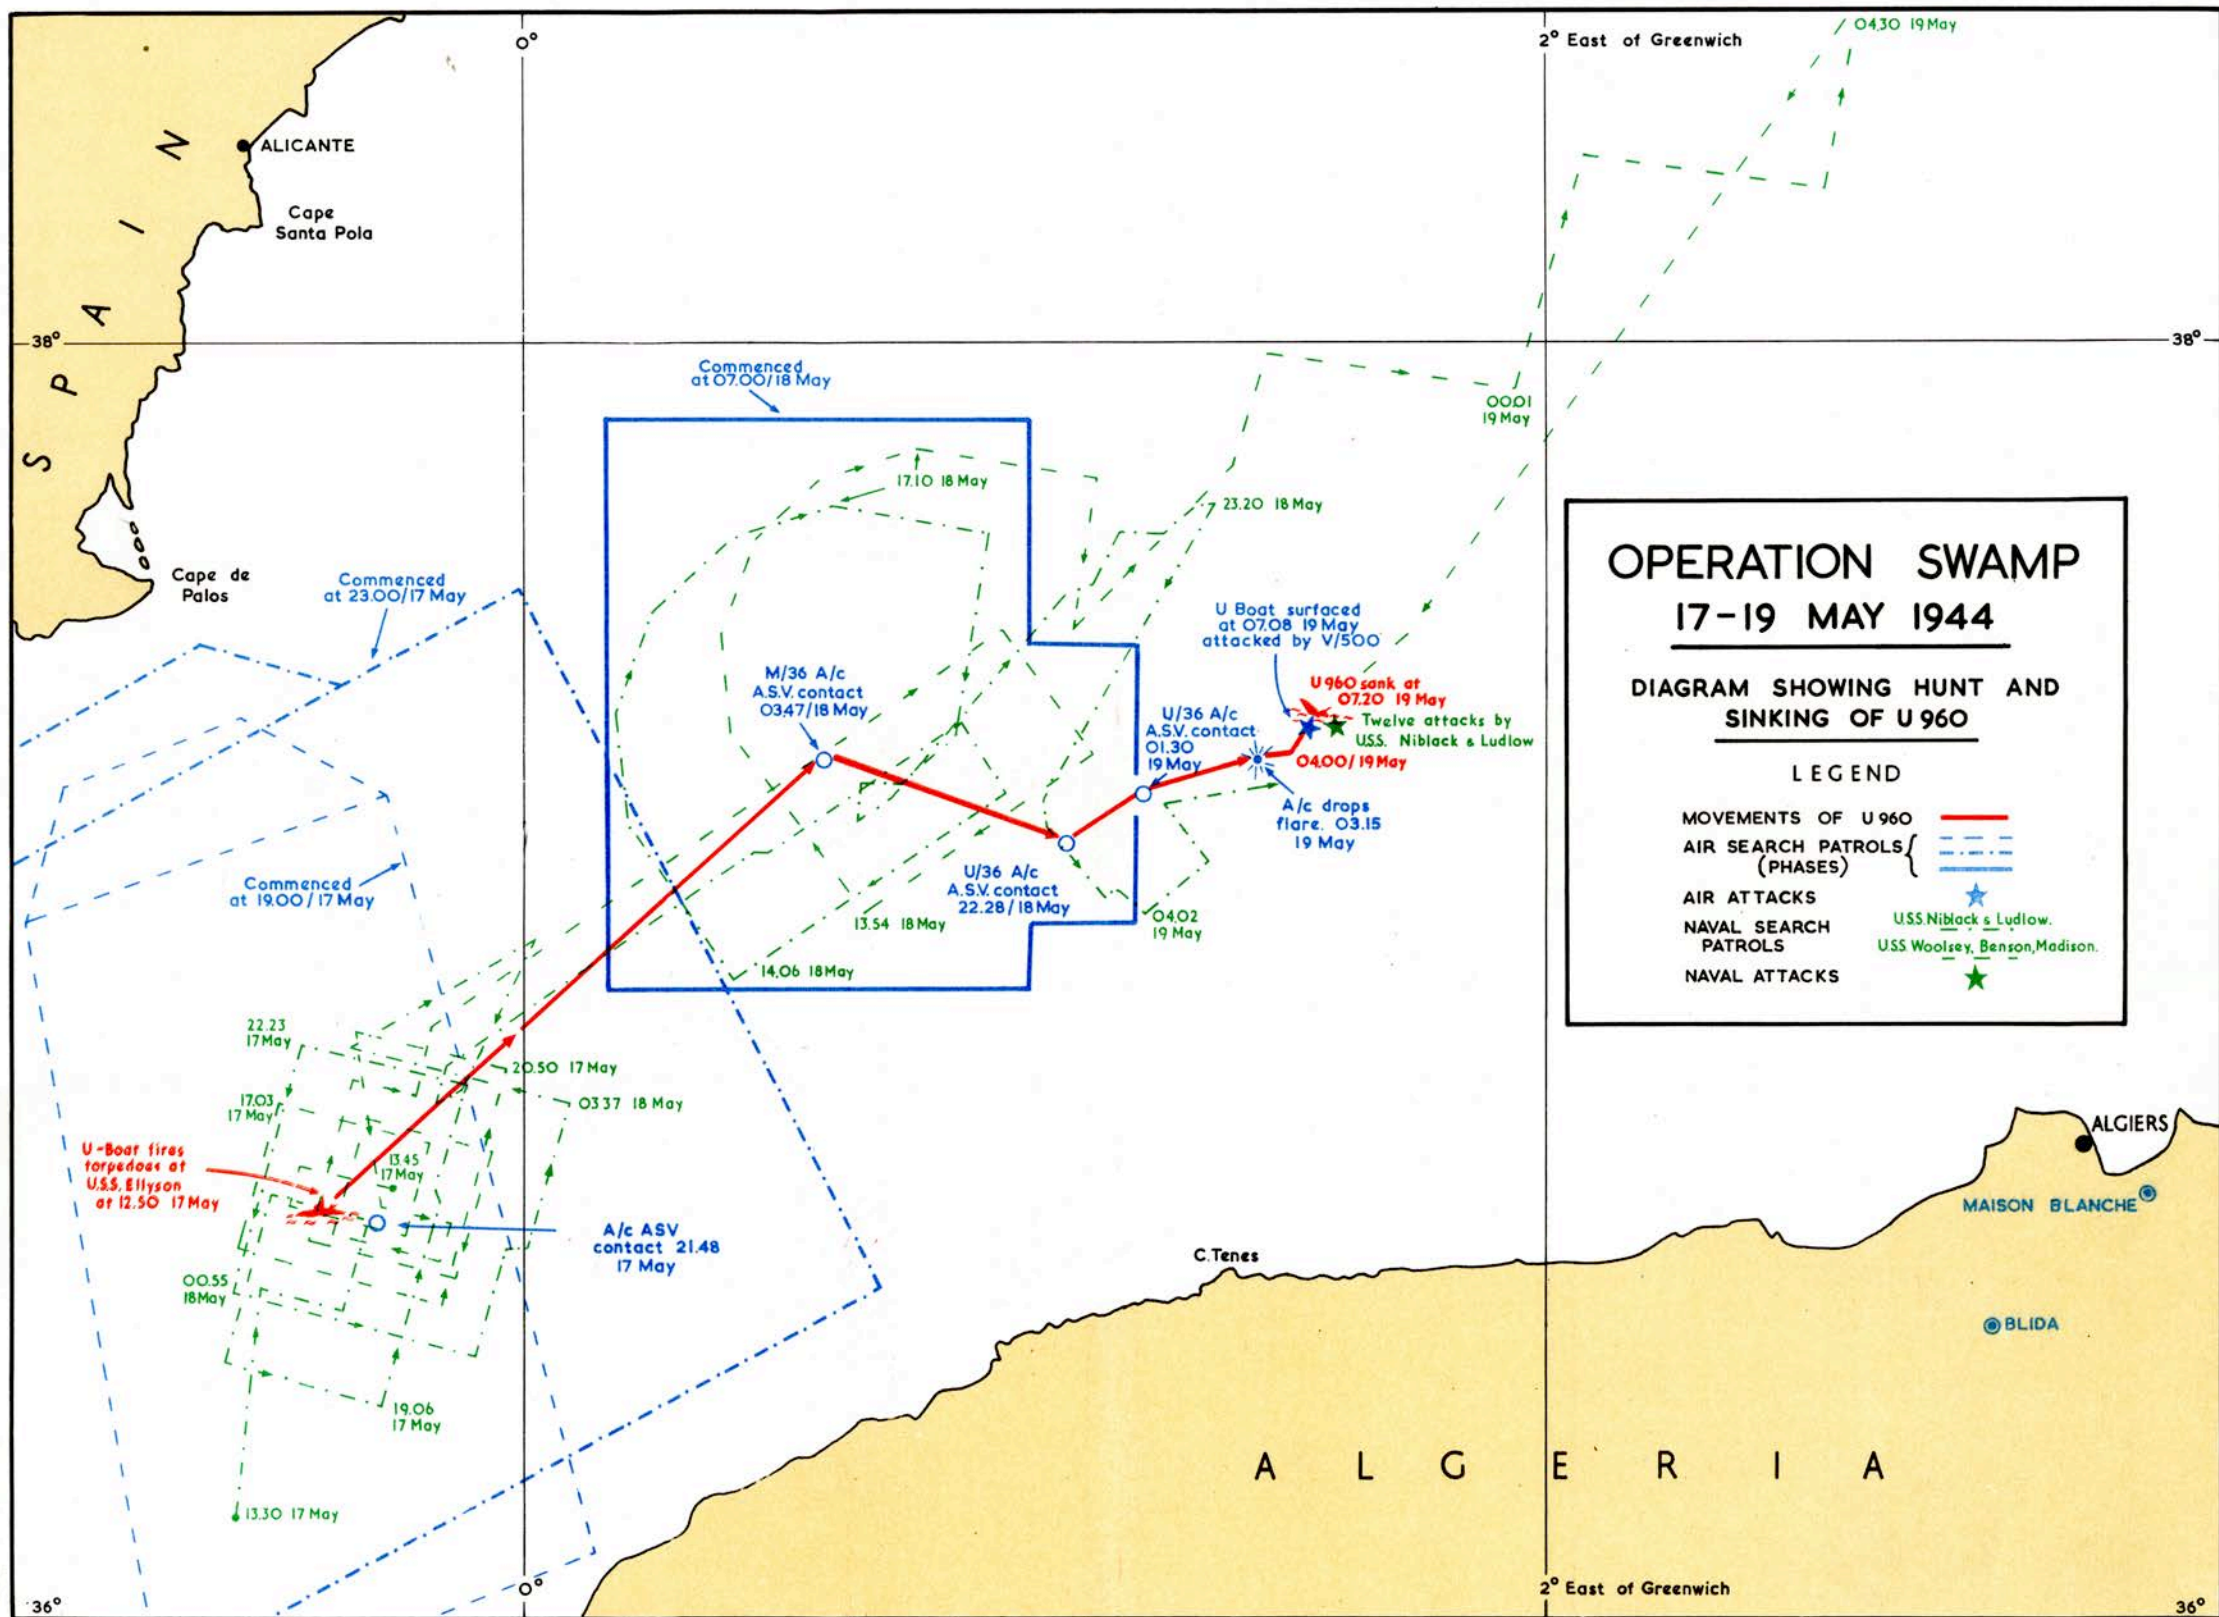 0°
2° East of Greenwich
04.30 19 May
ALICANTE
Cape
Santa Pola
SPAIN
38°
38°
Commenced
at 07.00/18 May
00.01
19 May
17.10 18 May
23.20 18 May
Cape de
Palos
Commenced
at 23.00/17 May
OPERATION SWAMP
17-19 MAY 1944
DIAGRAM SHOWING HUNT AND
SINKING OF U 960
LEGEND
MOVEMENTS OF U 960
AIR SEARCH PATROLS
(PHASES)
AIR ATTACKS
NAVAL SEARCH
PATROLS
U.S.S. Niblack & Ludlow.
U.S.S. Woolsey, Benson, Madison.
NAVAL ATTACKS
U Boat surfaced
at 07.08 19 May
attacked by V/500
M/36 A/c
A.S.V. contact
03.47/18 May
U 960 sank at
07.20 19 May
U/36 A/c
A.S.V. contact
01.30
19 May
Twelve attacks by
U.S.S. Niblack & Ludlow
04.00/19 May
A/c drops
flare. 03.15
19 May
Commenced
at 19.00/17 May
U/36 A/c
A.S.V. contact
22.28/18 May
13.54 18 May
04.02
19 May
14.06 18 May
22.23
17 May
20.50 17 May
17.03
17 May
03.37 18 May
U-Boat fires
torpedoes at
U.S.S. Ellyson
at 12.50 17 May
13.45
17 May
A/c ASV
contact 21.48
17 May
00.55
18 May
19.06
17 May
13.30 17 May
ALGIERS
MAISON BLANCHE
C. Tenes
BLIDA
ALGERIA
36°
0°
2° East of Greenwich
36°